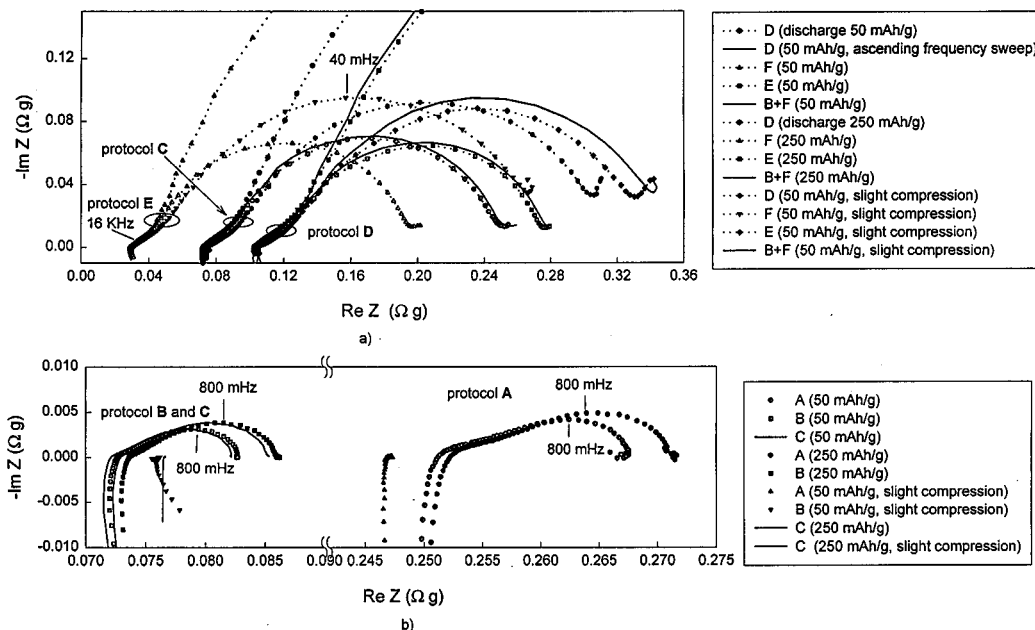 -Im Z (Ω g)
0.15
0.12
0.08
0.04
0.00
40 mHz
protocol C
protocol E
16 KHz
protocol D
0.00 0.04 0.08 0.12 0.16 0.20 0.24 0.28 0.32 0.36
Re Z (Ω g)
a)
D (discharge 50 mAh/g)
D (50 mAh/g, ascending frequency sweep)
F (50 mAh/g)
E (50 mAh/g)
B+F (50 mAh/g)
D (discharge 250 mAh/g)
F (250 mAh/g)
E (250 mAh/g)
B+F (250 mAh/g)
D (50 mAh/g, slight compression)
F (50 mAh/g, slight compression)
E (50 mAh/g, slight compression)
B+F (50 mAh/g, slight compression)
-Im Z (Ω g)
0.010
0.005
0.000
-0.005
-0.010
800 mHz
protocol B and C
800 mHz
protocol A
800 mHz
800 mHz
0.070 0.075 0.080 0.085 0.090 0.245 0.250 0.255 0.260 0.265 0.270 0.275
Re Z (Ω g)
b)
A (50 mAh/g)
B (50 mAh/g)
C (50 mAh/g)
A (250 mAh/g)
B (250 mAh/g)
A (50 mAh/g, slight compression)
B (50 mAh/g, slight compression)
C (250 mAh/g)
C (250 mAh/g, slight compression)